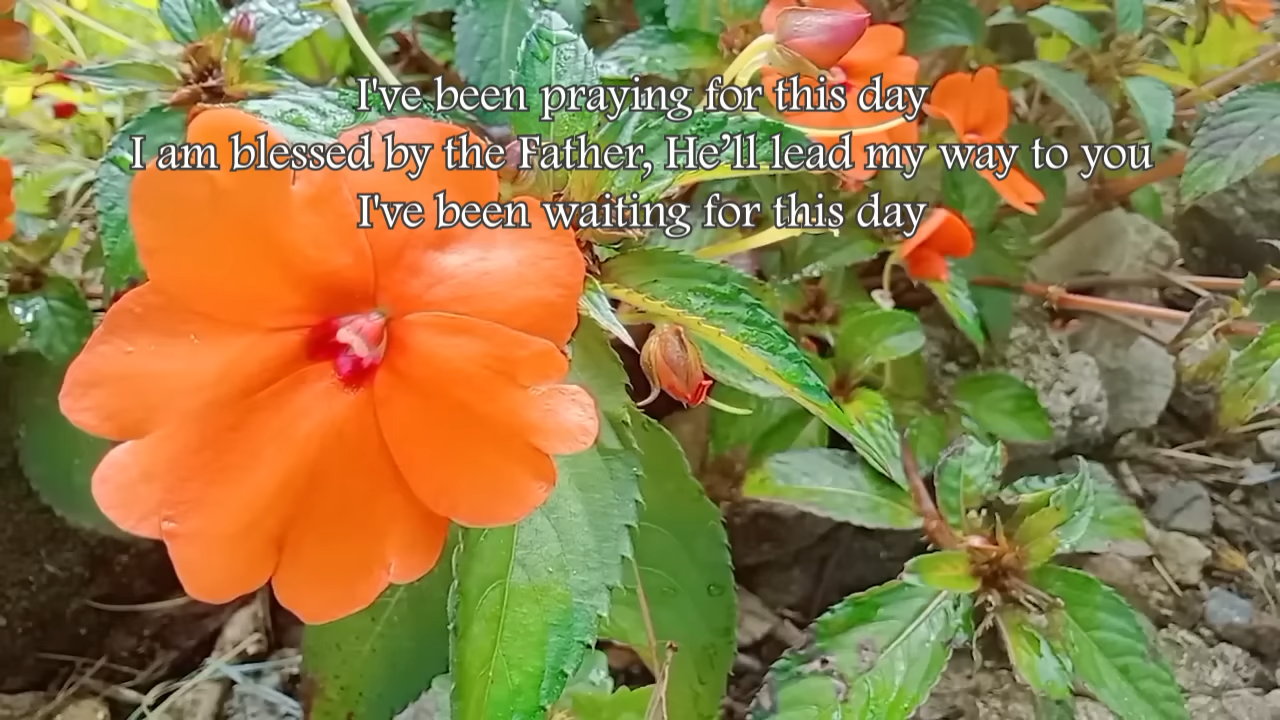 I've been praying for this day
I am blessed by the Father, He’ll lead my way to you
I've been waiting for this day